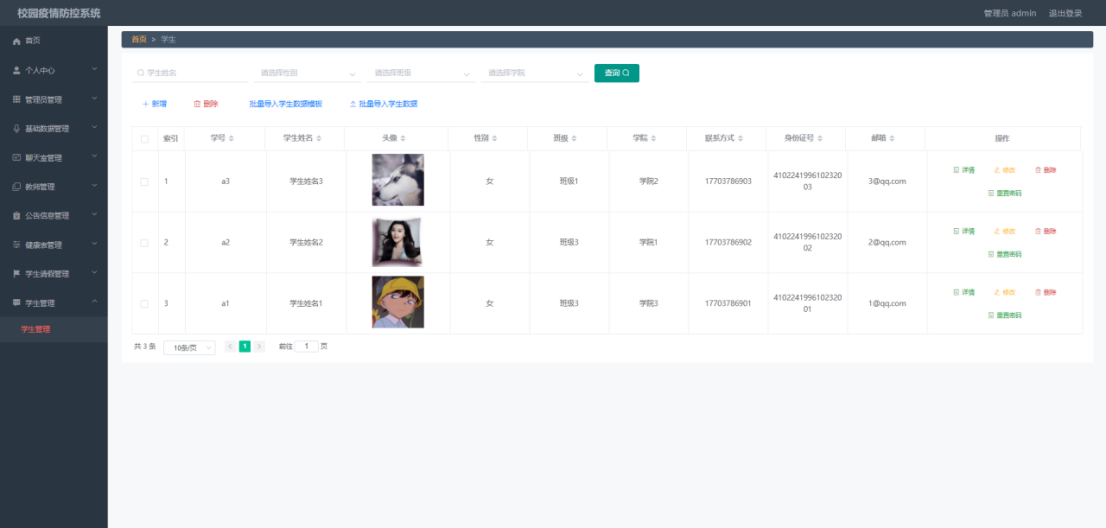 校园疫情防控系统
管理员 admin 退出登录
首页
个人中心
管理员管理
基础数据管理
聊天室管理
教师管理
公告信息管理
健康表管理
学生请假管理
学生管理
学生管理
首页 > 学生
学生姓名 请选择性别 请选择班级 请选择学院 查询
新增 删除 批量导入学生数据模板 批量导入学生数据
索引 学号 学生姓名 头像 性别 班级 学院 联系方式 身份证号 邮箱 操作
1 a3 学生姓名3 女 班级1 学院2 17703786903 4102241996102320 3@qq.com 详情 修改 删除
03 重置密码
2 a2 学生姓名2 女 班级3 学院1 17703786902 4102241996102320 2@qq.com 详情 修改 删除
02 重置密码
3 a1 学生姓名1 女 班级3 学院3 17703786901 4102241996102320 1@qq.com 详情 修改 删除
01 重置密码
共 3 条 10条/页 < 1 > 前往 1 页